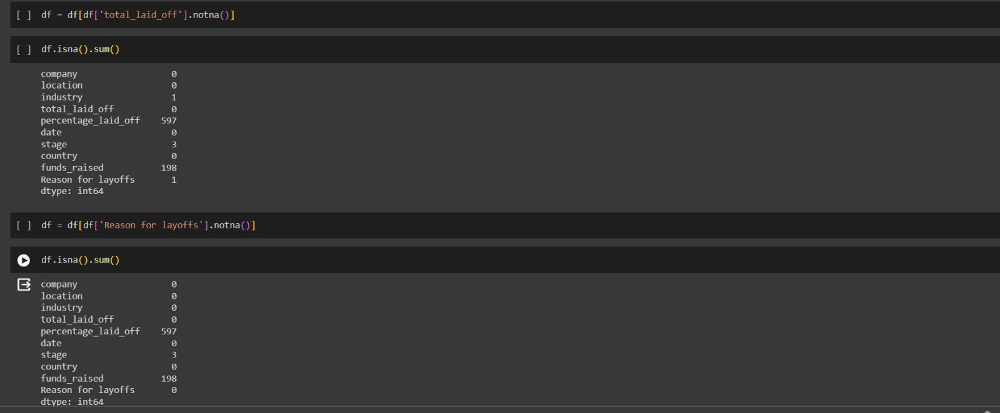 [ ] df = df[df['total_laid_off'].notna()]
[ ] df.isna().sum()
company 0
location 0
industry 1
total_laid_off 0
percentage_laid_off 597
date 0
stage 3
country 0
funds_raised 198
Reason for layoffs 1
dtype: int64
[ ] df = df[df['Reason for layoffs'].notna()]
df.isna().sum()
company 0
location 0
industry 0
total_laid_off 0
percentage_laid_off 597
date 0
stage 3
country 0
funds_raised 198
Reason for layoffs 0
dtype: int64